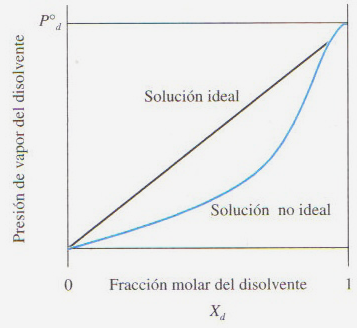 P°d
Presión de vapor del disolvente
Solución ideal
Solución no ideal
0
Fracción molar del disolvente
1
Xd